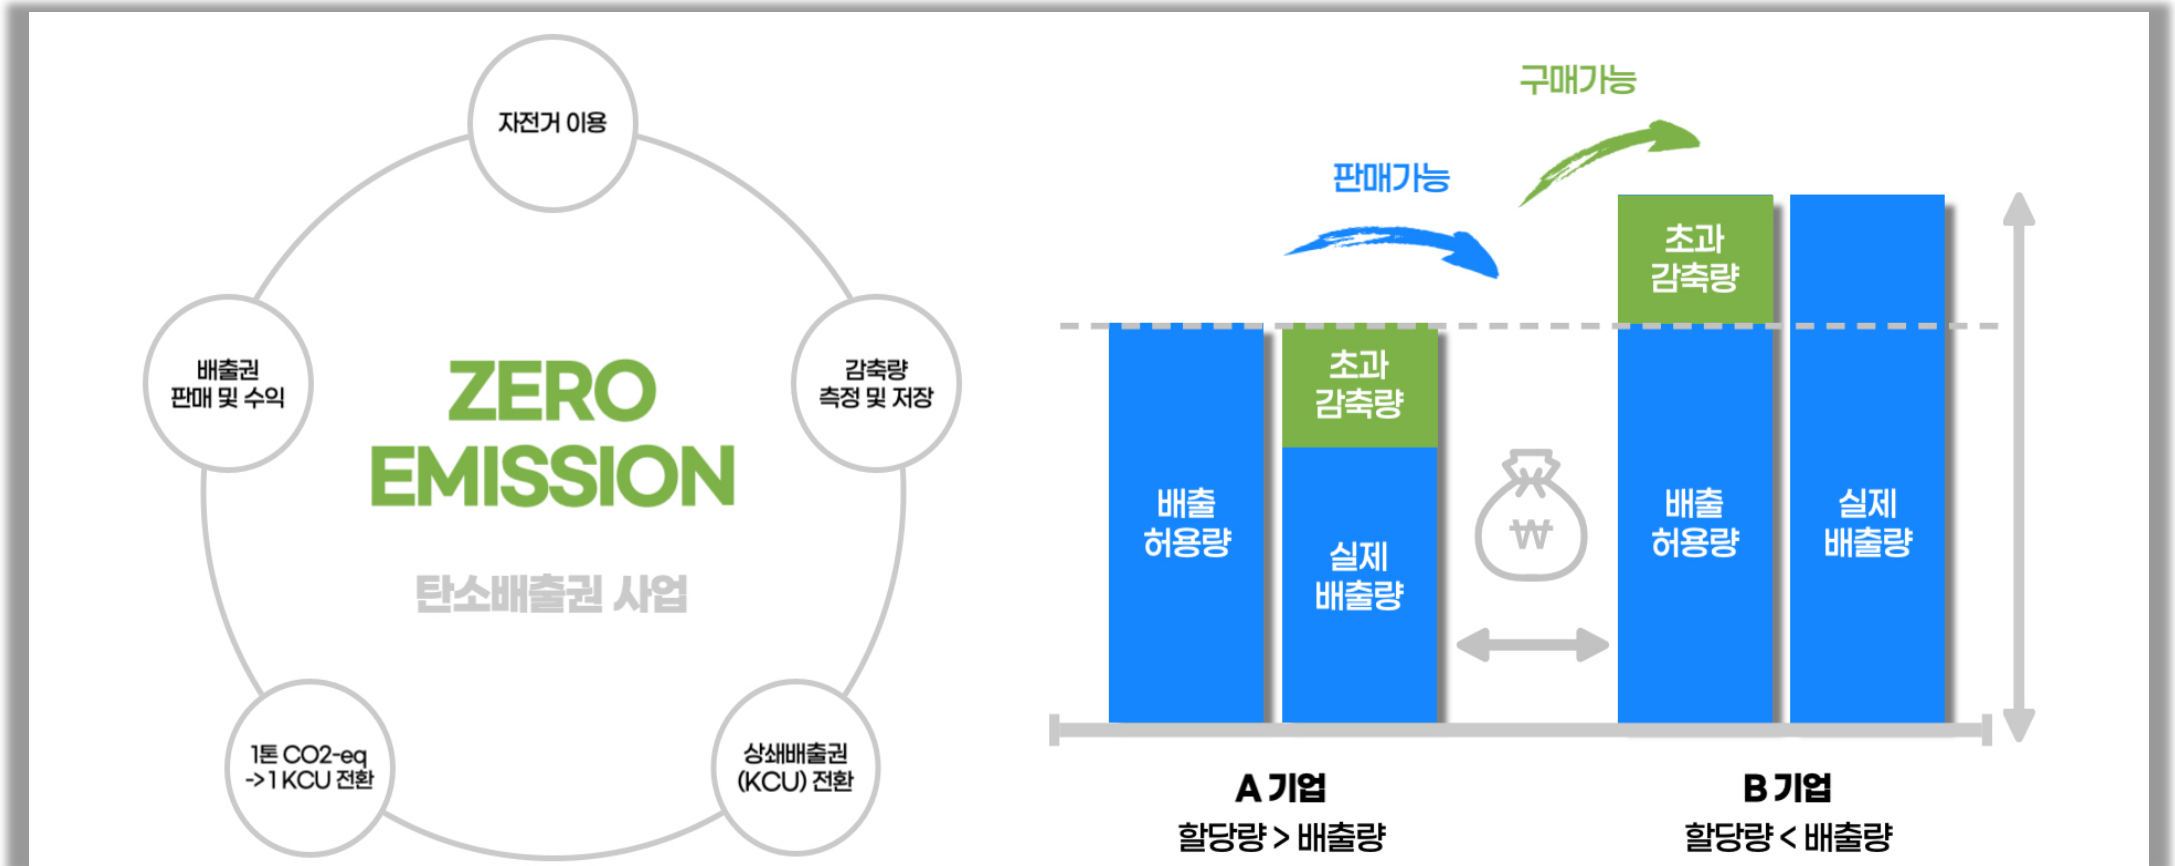 자전거 이용
배출권
판매 및 수익
감축량
측정 및 저장
ZERO
EMISSION
탄소배출권 사업
1톤 CO2-eq
->1 KCU 전환
상쇄배출권
(KCU) 전환
구매가능
판매가능
배출
허용량
초과
감축량
실제
배출량
₩
초과
감축량
배출
허용량
실제
배출량
A 기업
할당량 > 배출량
B 기업
할당량 < 배출량